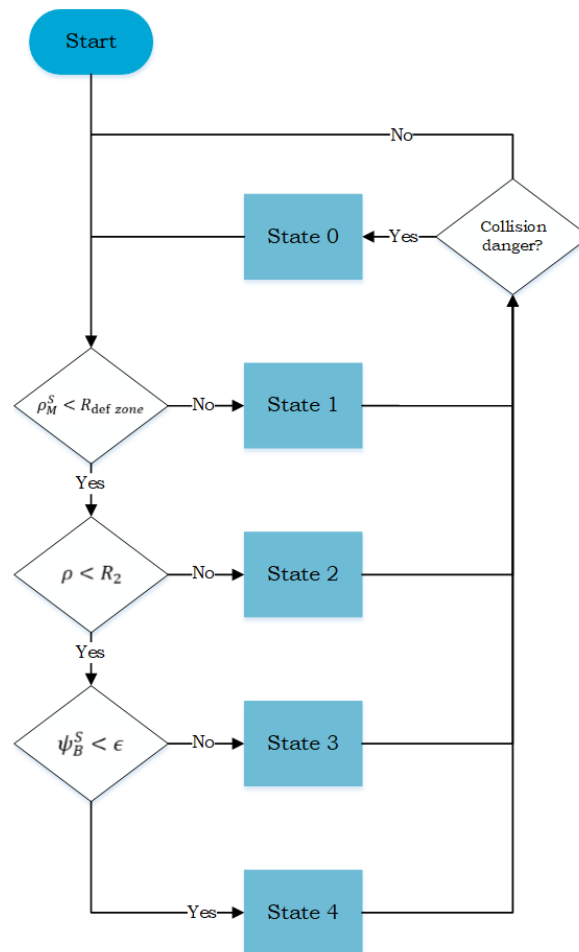 Start
No
State 0
Yes
Collision
danger?
ρ_M^S < R_def zone
No
State 1
Yes
ρ < R_2
No
State 2
Yes
ψ_B^S < ϵ
No
State 3
Yes
State 4